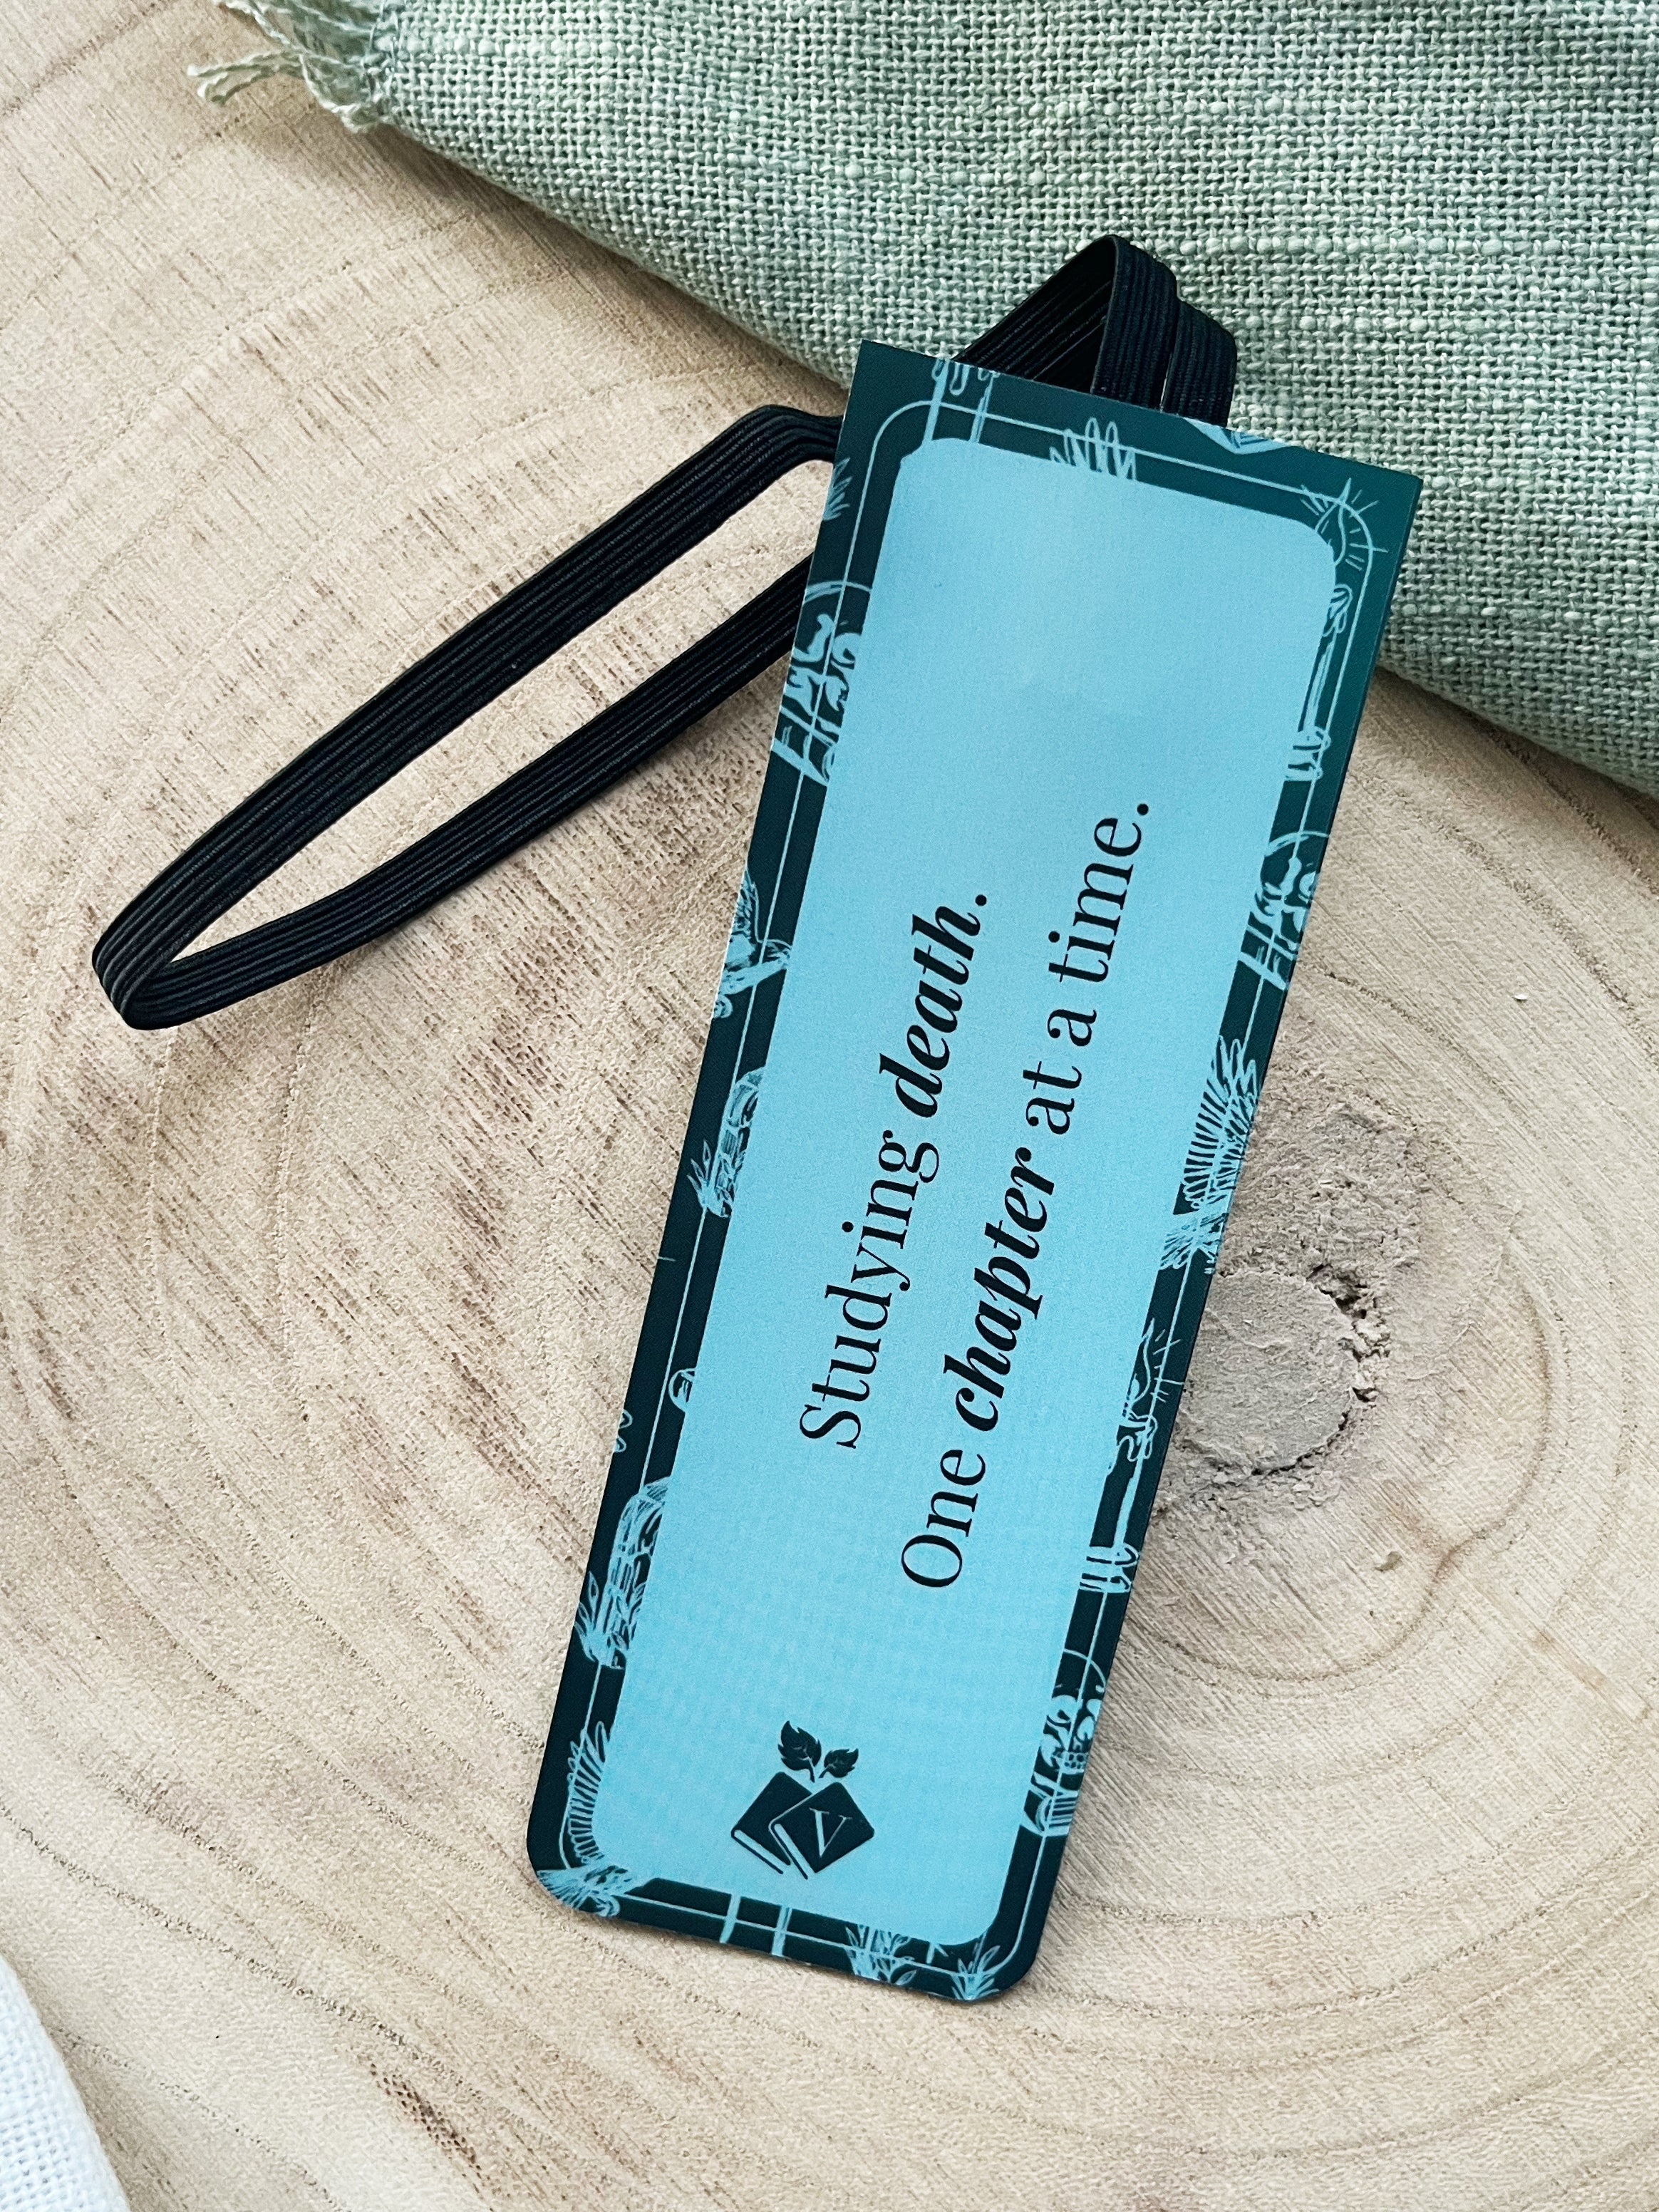 Studying death.
One chapter at a time.
V